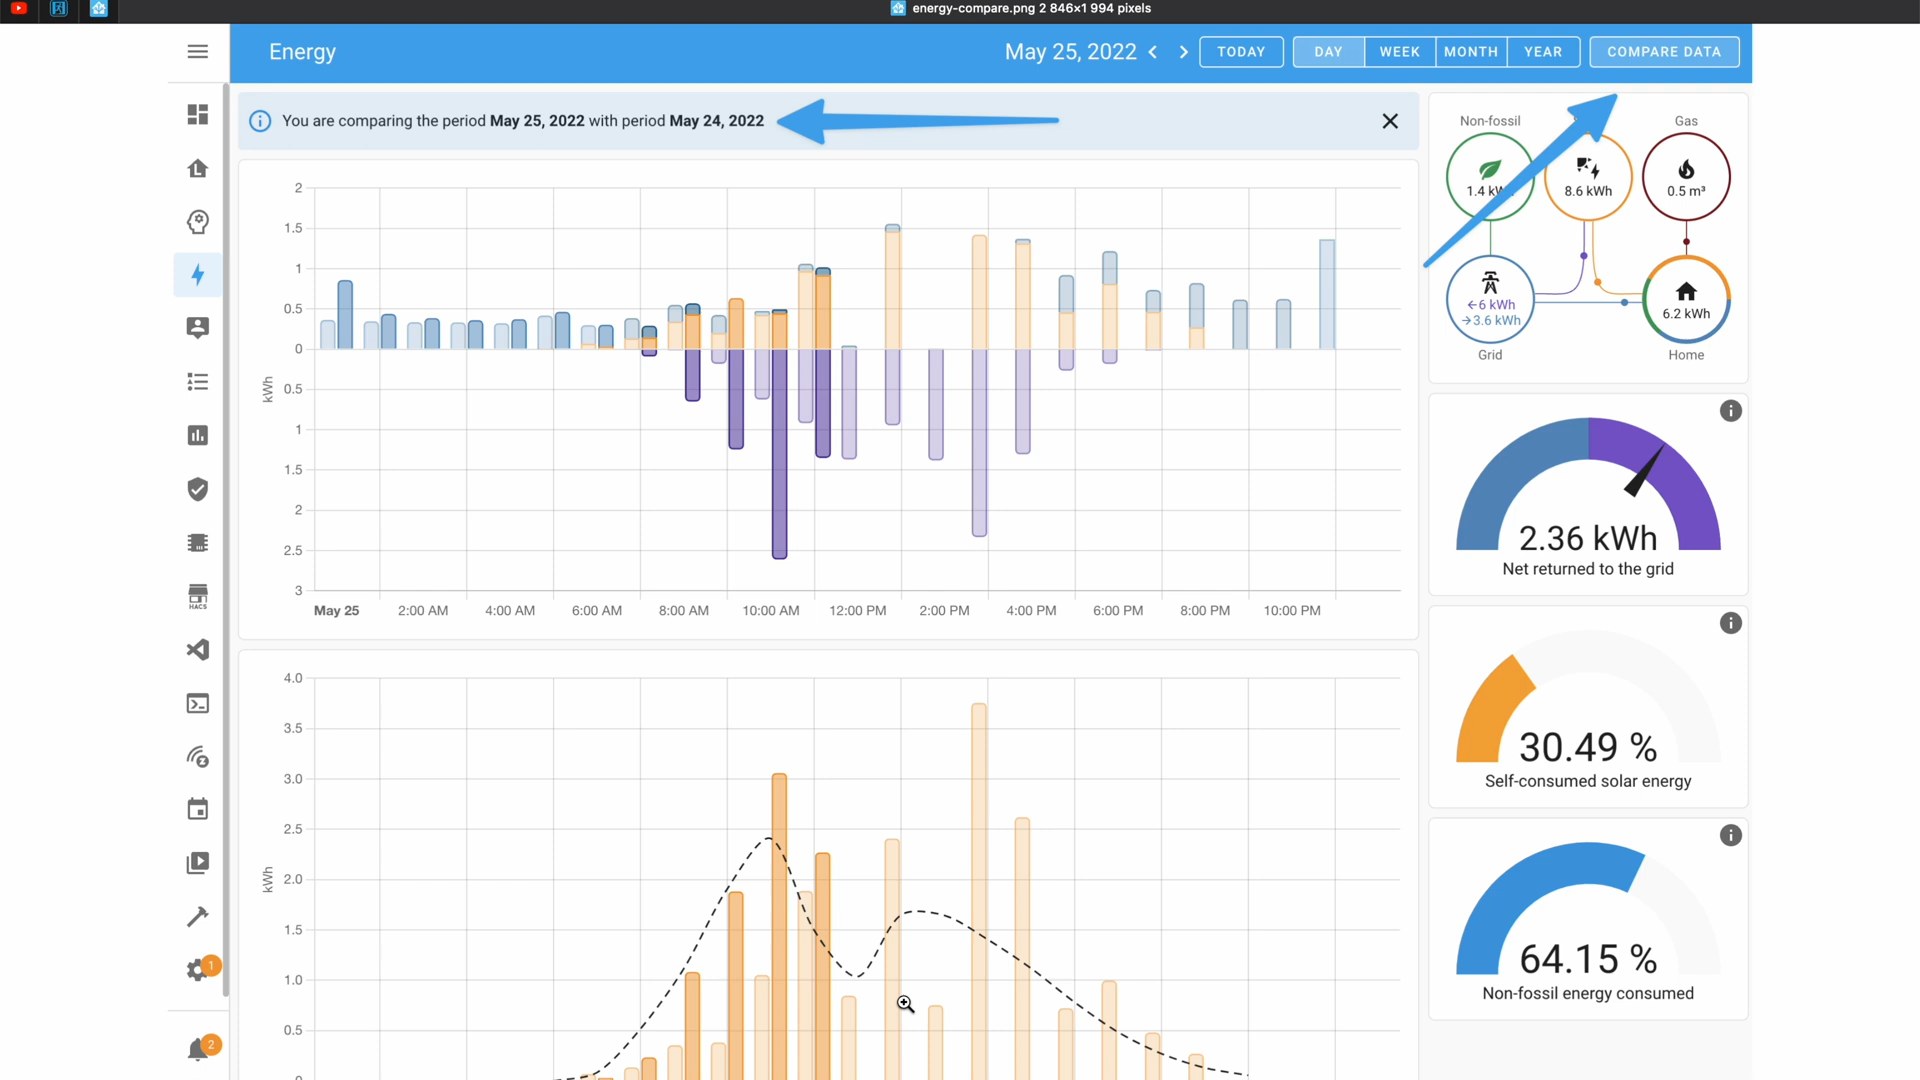 energy-compare.png 2 846×1 994 pixels
Energy
May 25, 2022
TODAY
DAY
WEEK
MONTH
YEAR
COMPARE DATA
You are comparing the period May 25, 2022 with period May 24, 2022
Non-fossil
Gas
1.4 kW
8.6 kWh
0.5 m³
←6 kWh
→3.6 kWh
6.2 kWh
Grid
Home
2
1.5
1
0.5
0
0.5
1
1.5
2
2.5
3
kWh
May 25
2:00 AM
4:00 AM
6:00 AM
8:00 AM
10:00 AM
12:00 PM
2:00 PM
4:00 PM
6:00 PM
8:00 PM
10:00 PM
2.36 kWh
Net returned to the grid
30.49 %
Self-consumed solar energy
64.15 %
Non-fossil energy consumed
4.0
3.5
3.0
2.5
2.0
1.5
1.0
0.5
0
kWh
HACS
1
2